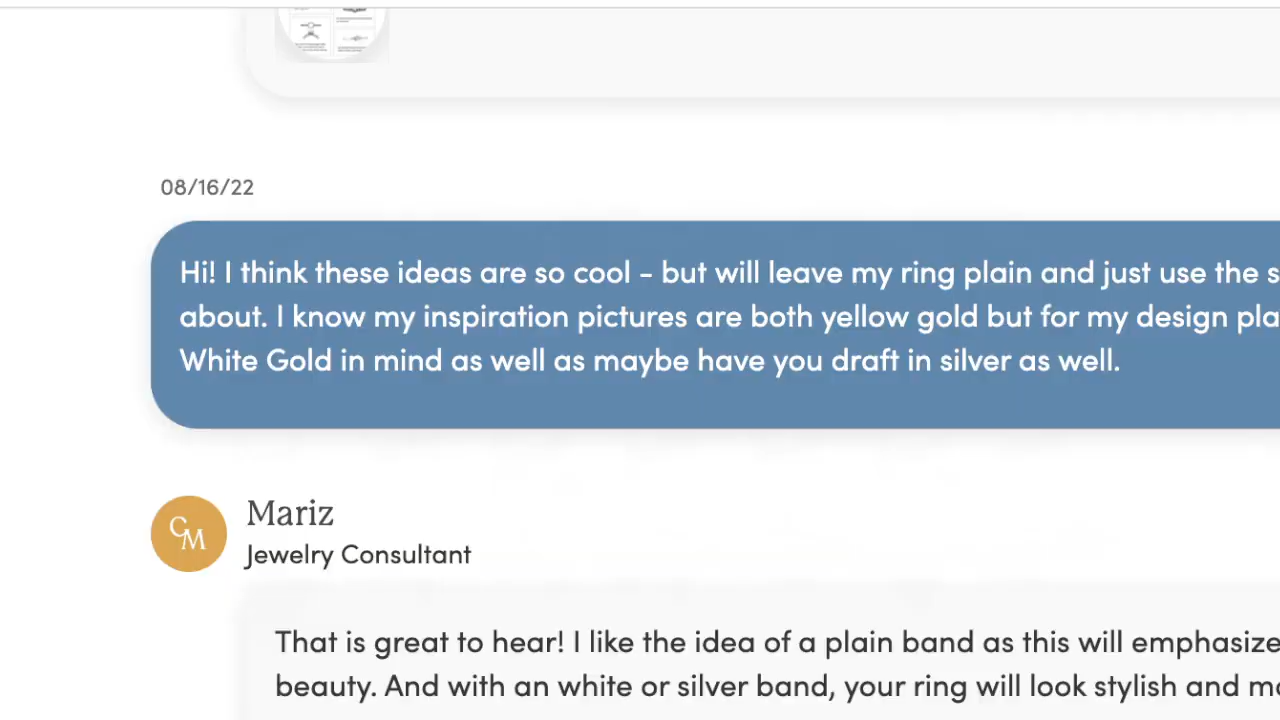 08/16/22
Hi! I think these ideas are so cool - but will leave my ring plain and just use the
about. I know my inspiration pictures are both yellow gold but for my design
White Gold in mind as well as maybe have you draft in silver as well.
CM
Mariz
Jewelry Consultant
That is great to hear! I like the idea of a plain band as this will emphasize
beauty. And with an white or silver band, your ring will look stylish and